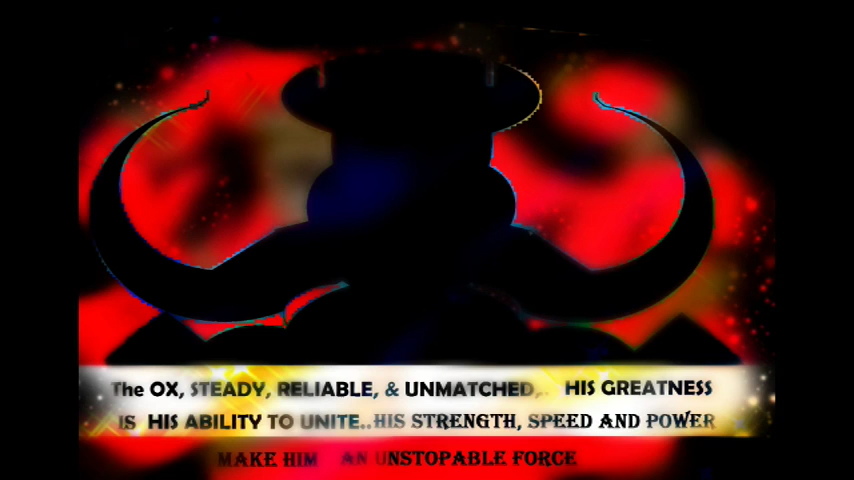 The OX, STEADY, RELIABLE, & UNMATCHED,.. HIS GREATNESS
IS HIS ABILITY TO UNITE..HIS STRENGTH, SPEED AND POWER
MAKE HIM AN UNSTOPABLE FORCE